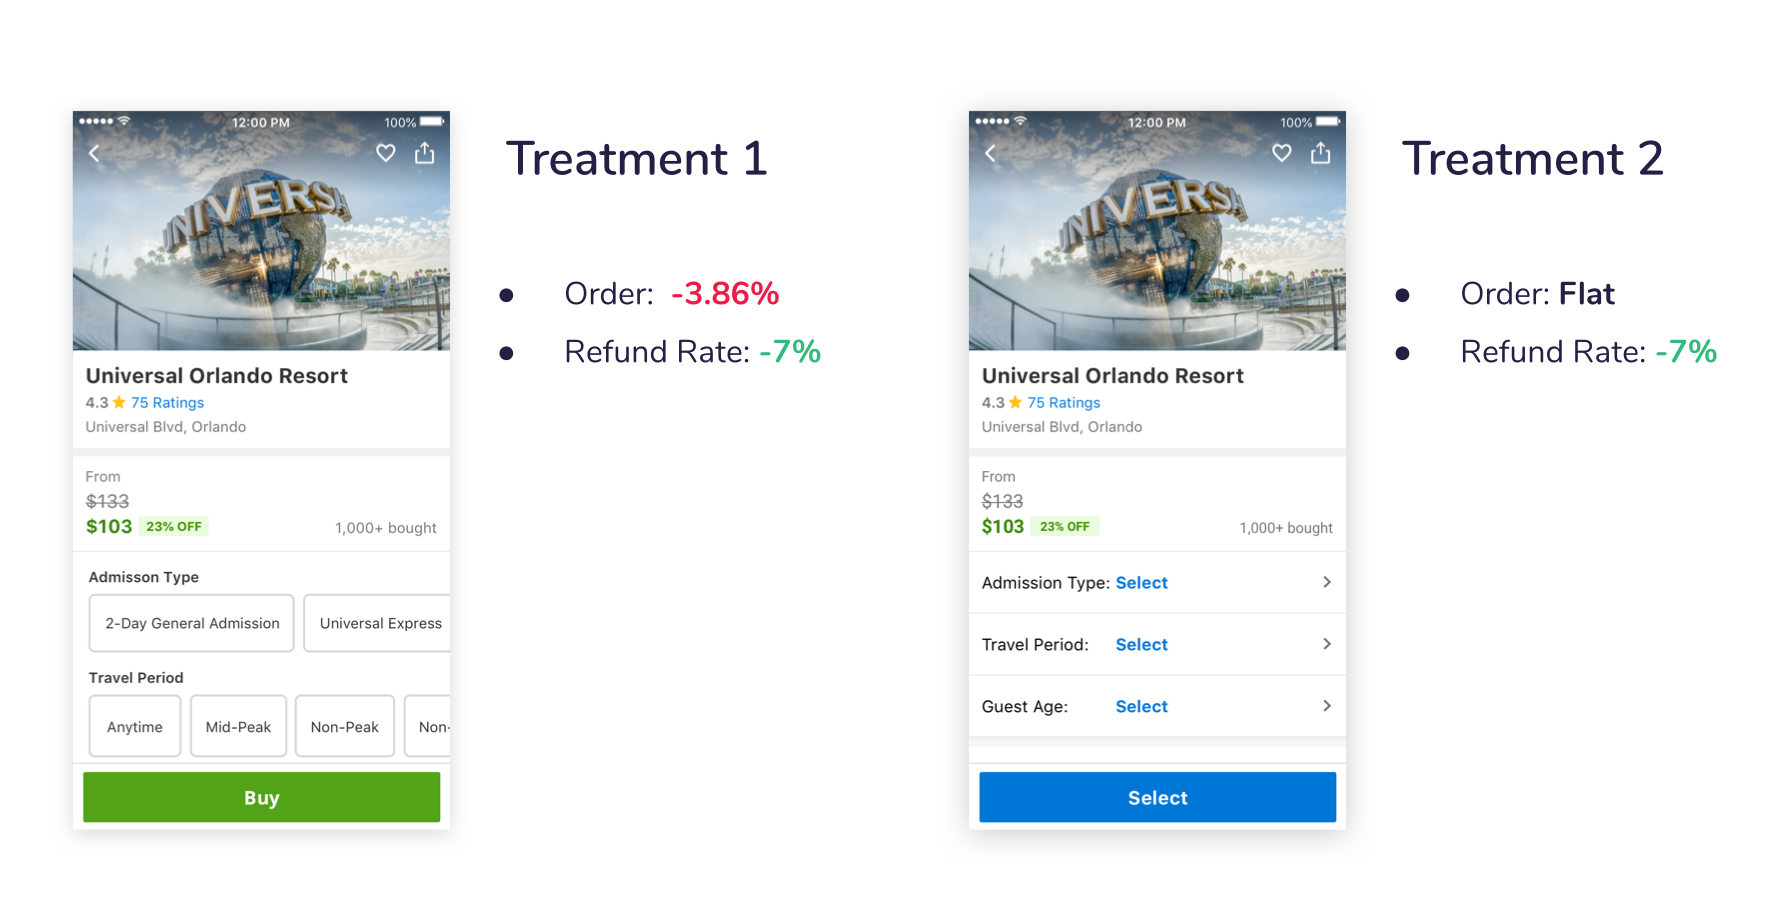 12:00 PM 100%
UNIVERSA
Universal Orlando Resort
4.3 75 Ratings
Universal Blvd, Orlando
From
$133
$103 23% OFF 1,000+ bought
Admisson Type
2-Day General Admission Universal Express
Travel Period
Anytime Mid-Peak Non-Peak Non-
Buy
Treatment 1
● Order: -3.86%
● Refund Rate: -7%
12:00 PM 100%
UNIVERSA
Universal Orlando Resort
4.3 75 Ratings
Universal Blvd, Orlando
From
$133
$103 23% OFF 1,000+ bought
Admission Type: Select
Travel Period: Select
Guest Age: Select
Select
Treatment 2
● Order: Flat
● Refund Rate: -7%